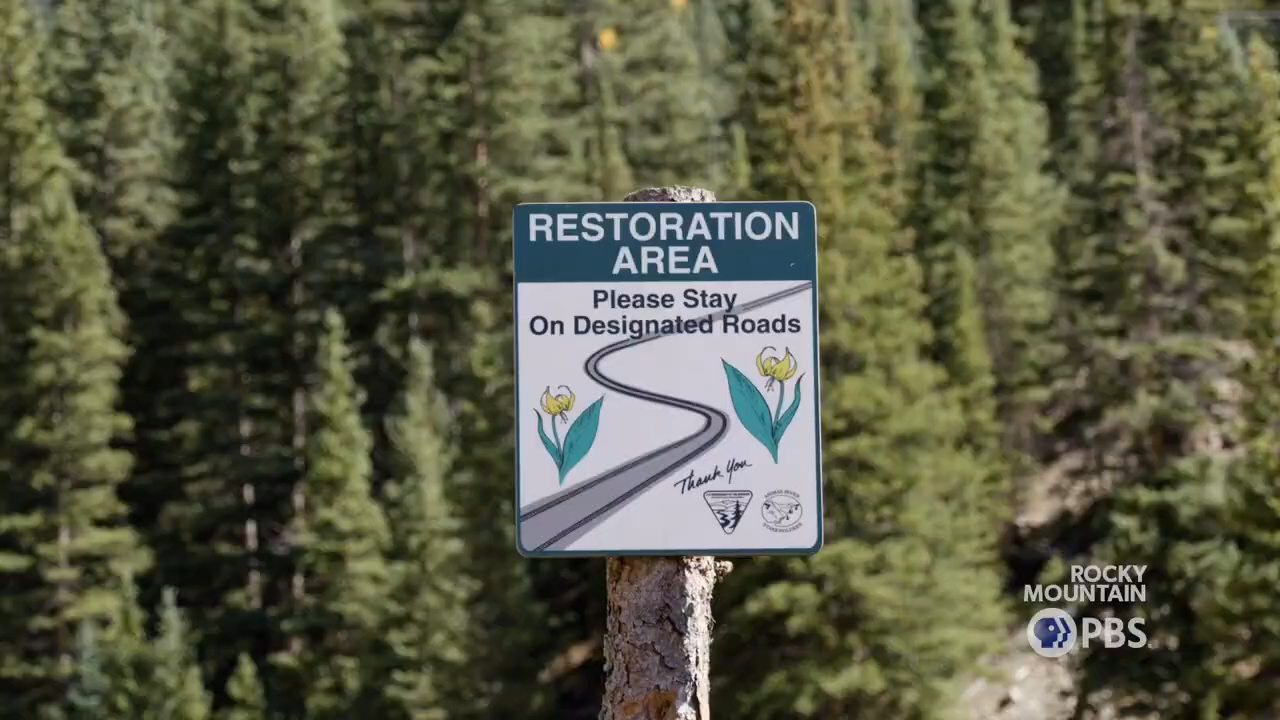 RESTORATION
AREA
Please Stay
On Designated Roads
Thank You
ROCKY
MOUNTAIN
PBS